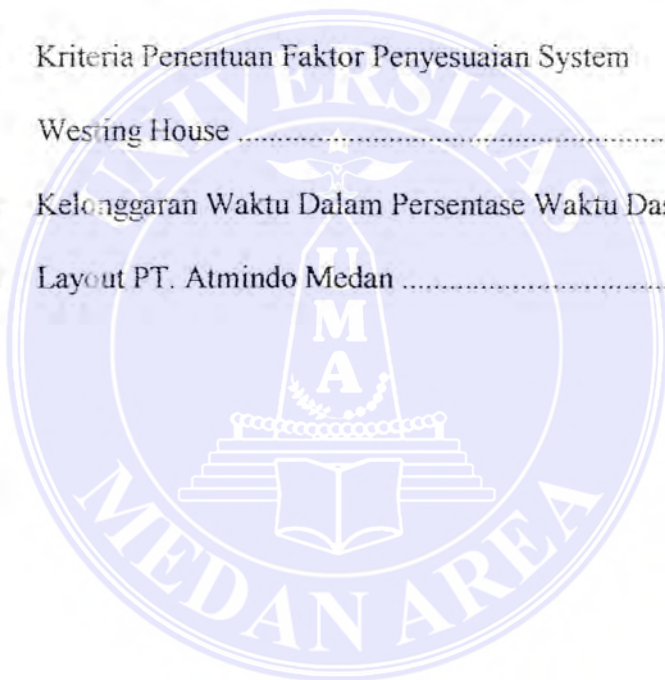 Kriteria Penentuan Faktor Penyesuaian System
Westing House ........................................................................
Kelonggaran Waktu Dalam Persentase Waktu
Layout PT. Atmindo Medan ........................................
UNIVERSITAS
U
M
A
MEDAN AREA